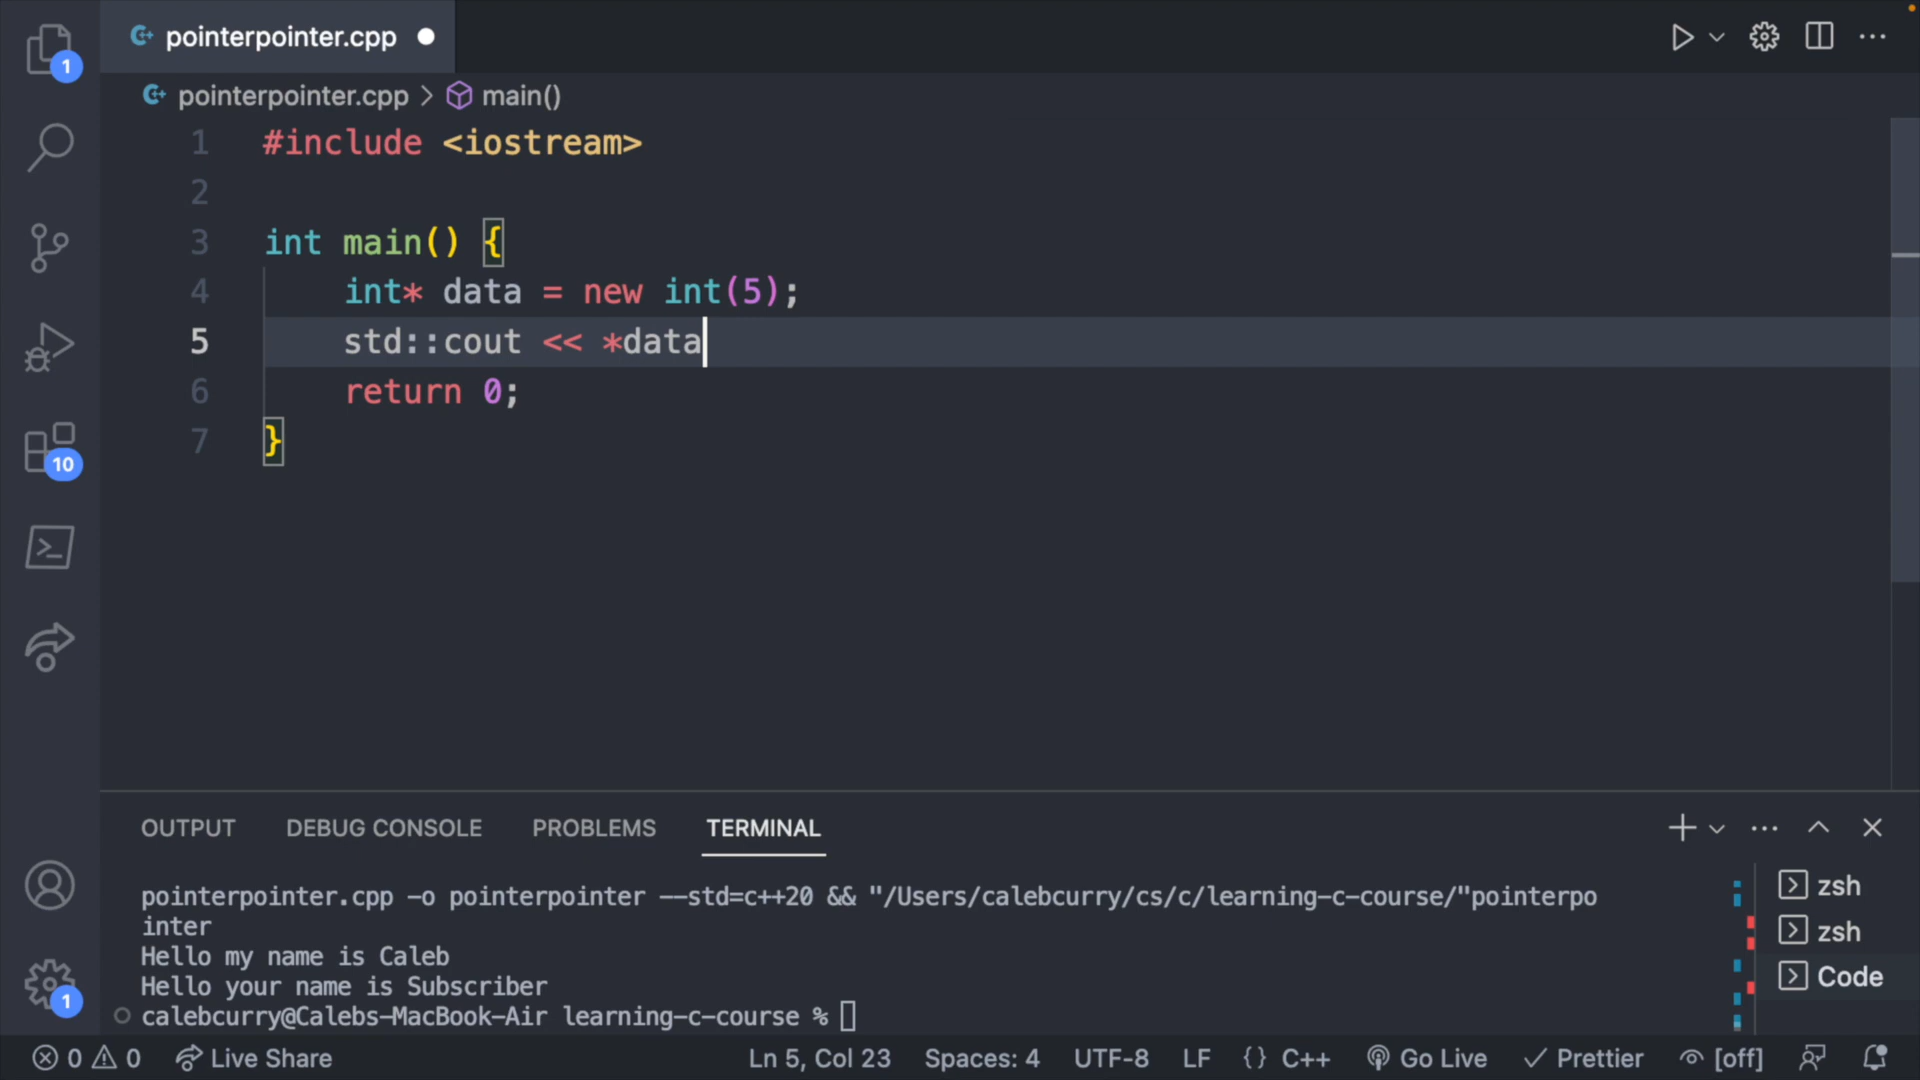 pointerpointer.cpp
1
pointerpointer.cpp > main()
1 #include <iostream>
2
3 int main() {
4 int* data = new int(5);
5 std::cout << *data
6 return 0;
7 }
10
OUTPUT DEBUG CONSOLE PROBLEMS TERMINAL
pointerpointer.cpp -o pointerpointer --std=c++20 && "/Users/calebcurry/cs/c/learning-c-course/"pointerpo
inter
Hello my name is Caleb
Hello your name is Subscriber
calebcurry@Calebs-MacBook-Air learning-c-course %
zsh
zsh
Code
1
0 0 Live Share Ln 5, Col 23 Spaces: 4 UTF-8 LF {} C++ Go Live Prettier [off]